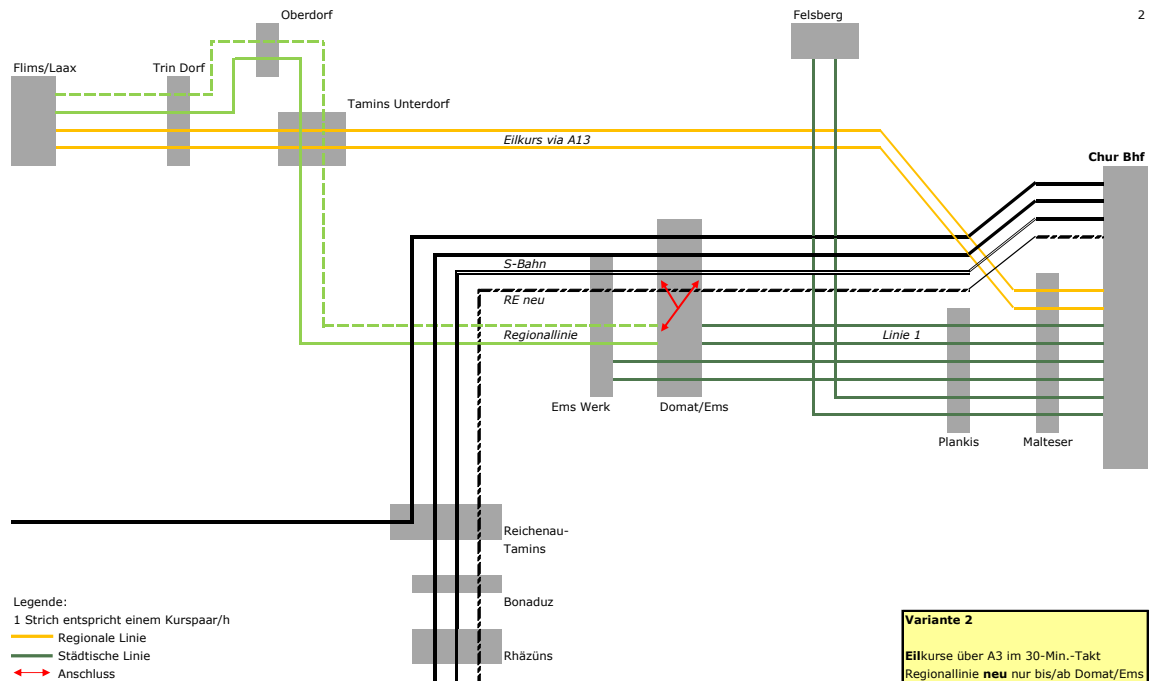 Oberdorf
Felsberg
2
Flims/Laax
Trin Dorf
Tamins Unterdorf
Eilkurs via A13
Chur Bhf
S-Bahn
RE neu
Regionallinie
Linie 1
Ems Werk
Domat/Ems
Plankis
Malteser
Reichenau-
Tamins
Bonaduz
Rhäzüns
Legende:
1 Strich entspricht einem Kurspaar/h
Regionale Linie
Städtische Linie
Anschluss
Variante 2
Eilkurse über A3 im 30-Min.-Takt
Regionallinie neu nur bis/ab Domat/Ems